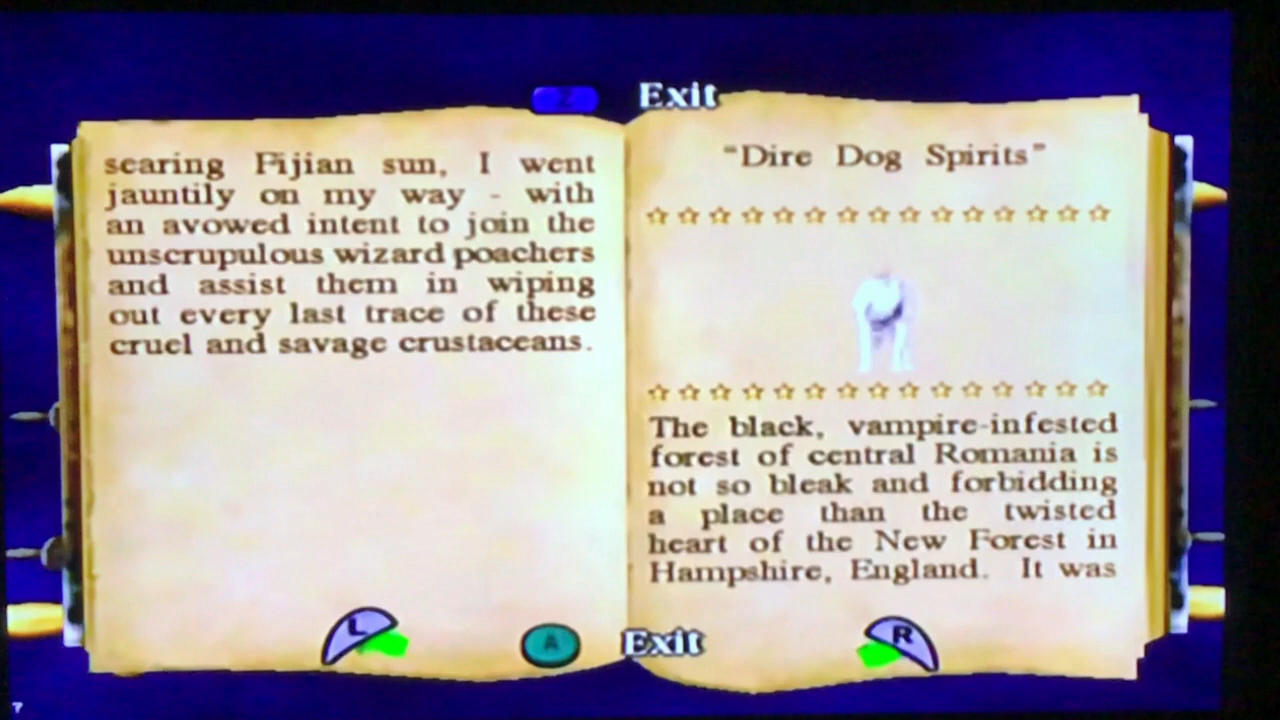 Z Exit
searing Fijian sun, I went
jauntily on my way - with
an avowed intent to join the
unscrupulous wizard poachers
and assist them in wiping
out every last trace of these
cruel and savage crustaceans.
"Dire Dog Spirits"
The black, vampire-infested
forest of central Romania is
not so bleak and forbidding
a place than the twisted
heart of the New Forest in
Hampshire, England. It was
L A Exit R